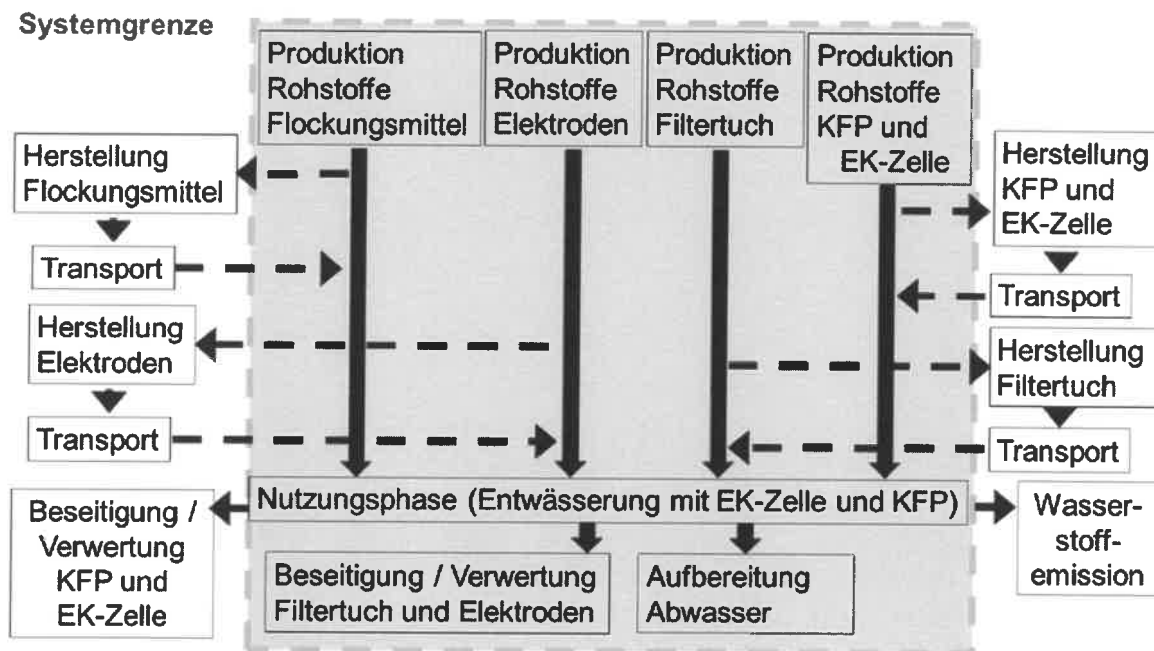 Systemgrenze
Produktion
Rohstoffe
Flockungsmittel
Produktion
Rohstoffe
Elektroden
Produktion
Rohstoffe
Filtertuch
Produktion
Rohstoffe
KFP und
EK-Zelle
Herstellung
Flockungsmittel
Transport
Herstellung
Elektroden
Transport
Herstellung
KFP und
EK-Zelle
Transport
Herstellung
Filtertuch
Transport
Nutzungsphase (Entwässerung mit EK-Zelle und KFP)
Beseitigung /
Verwertung
KFP und
EK-Zelle
Beseitigung / Verwertung
Filtertuch und Elektroden
Aufbereitung
Abwasser
Wasser-
stoff-
emission